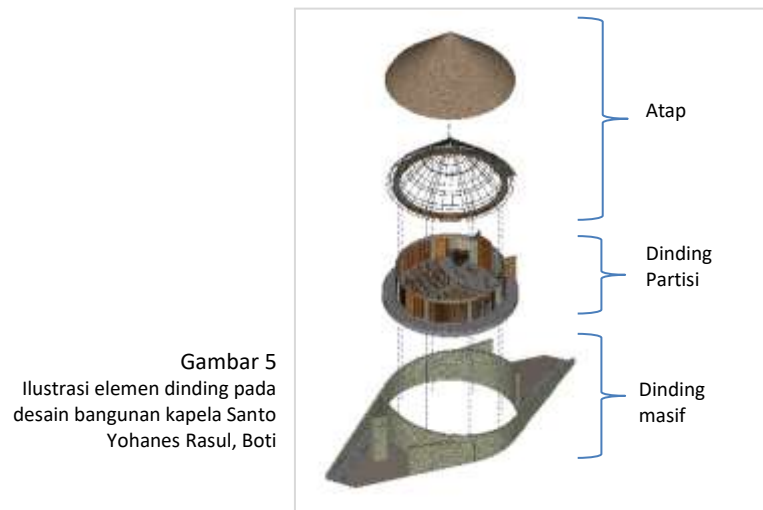 Atap
Dinding
Partisi
Dinding
masif
Gambar 5
Ilustrasi elemen dinding pada
desain bangunan kapela Santo
Yohanes Rasul, Boti